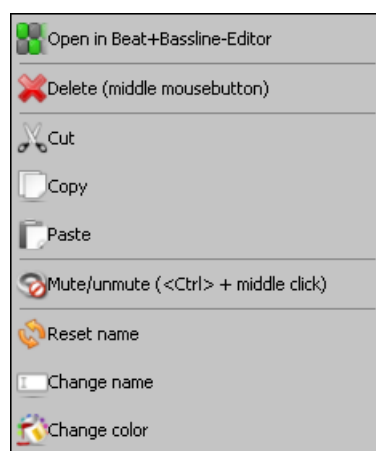 Open in Beat+Bassline-Editor
Delete (middle mousebutton)
Cut
Copy
Paste
Mute/unmute (<Ctrl> + middle click)
Reset name
Change name
Change color